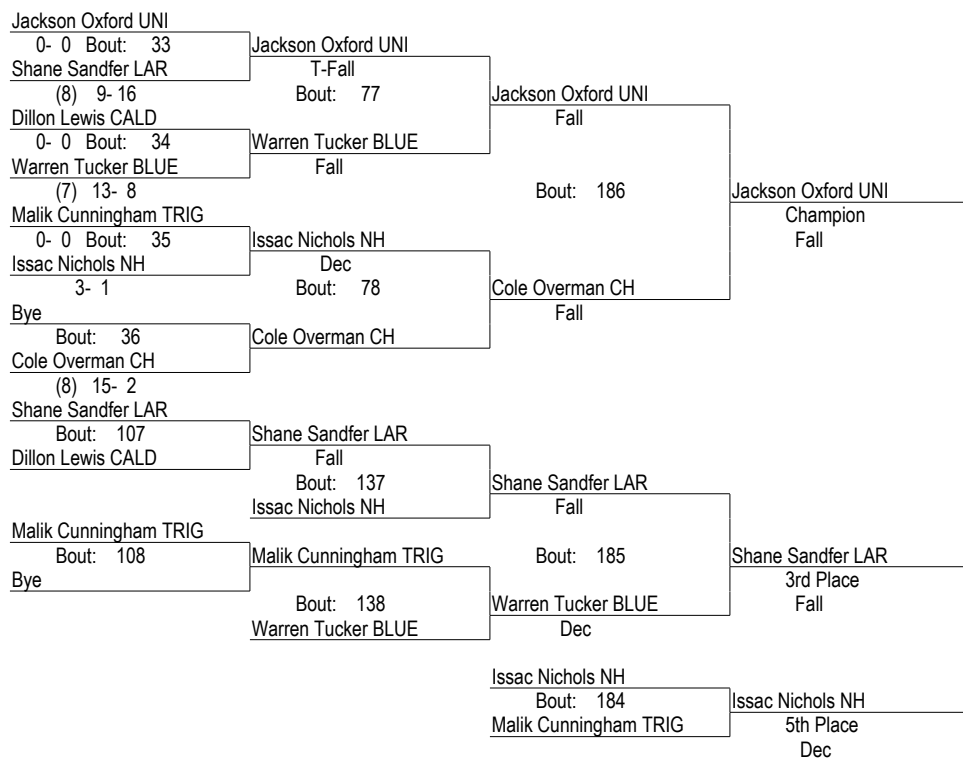 Jackson Oxford UNI
0- 0 Bout: 33
Shane Sandfer LAR
(8) 9- 16
Dillon Lewis CALD
0- 0 Bout: 34
Warren Tucker BLUE
(7) 13- 8
Malik Cunningham TRIG
0- 0 Bout: 35
Issac Nichols NH
3- 1
Bye
Bout: 36
Cole Overman CH
(8) 15- 2
Jackson Oxford UNI
T-Fall
Bout: 77
Warren Tucker BLUE
Fall
Issac Nichols NH
Dec
Bout: 78
Cole Overman CH
Jackson Oxford UNI
Fall
Bout: 186
Cole Overman CH
Fall
Jackson Oxford UNI
Champion
Fall
Shane Sandfer LAR
Bout: 107
Dillon Lewis CALD
Malik Cunningham TRIG
Bout: 108
Bye
Shane Sandfer LAR
Fall
Bout: 137
Issac Nichols NH
Malik Cunningham TRIG
Bout: 138
Warren Tucker BLUE
Shane Sandfer LAR
Fall
Bout: 185
Warren Tucker BLUE
Dec
Shane Sandfer LAR
3rd Place
Fall
Issac Nichols NH
Bout: 184
Malik Cunningham TRIG
Issac Nichols NH
5th Place
Dec